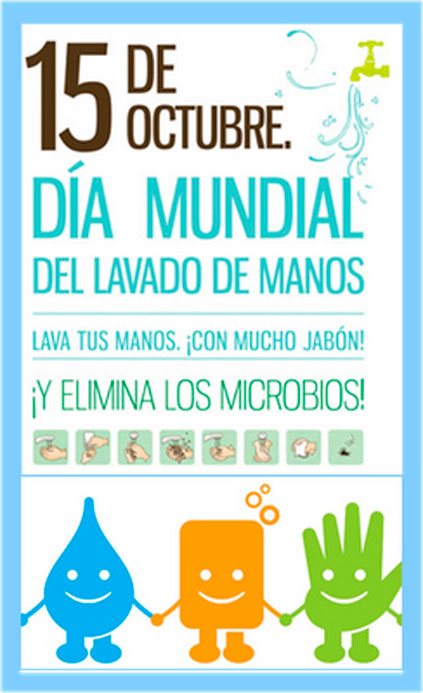 15 DE
OCTUBRE.
DÍA MUNDIAL
DEL LAVADO DE MANOS
LAVA TUS MANOS. ¡CON MUCHO JABÓN!
¡Y ELIMINA LOS MICROBIOS!